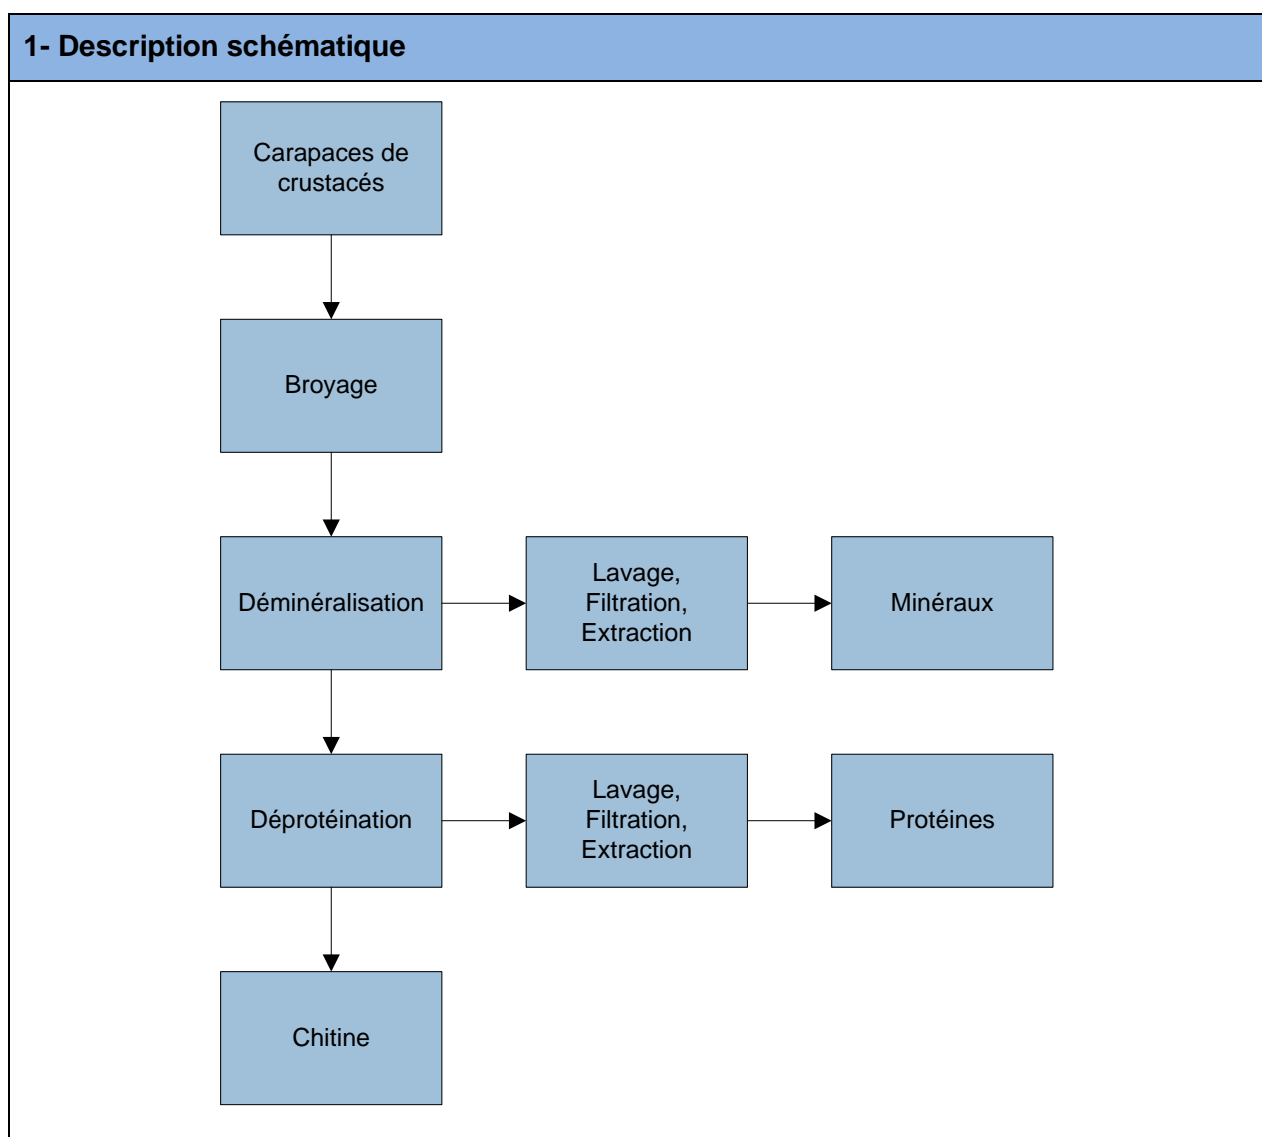 1- Description schématique
Carapaces de
crustacés
Broyage
Déminéralisation
Lavage,
Filtration,
Extraction
Minéraux
Déprotéination
Lavage,
Filtration,
Extraction
Protéines
Chitine